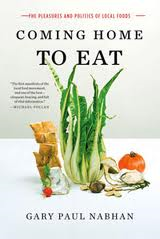 THE PLEASURES AND POLITICS OF LOCAL FOODS
COMING HOME
TO EAT
"The first manifesto of the
local food movement,
and one of the best—
eloquent, bracing, and full
of vital information."
—MICHAEL POLLAN
GARY PAUL NABHAN